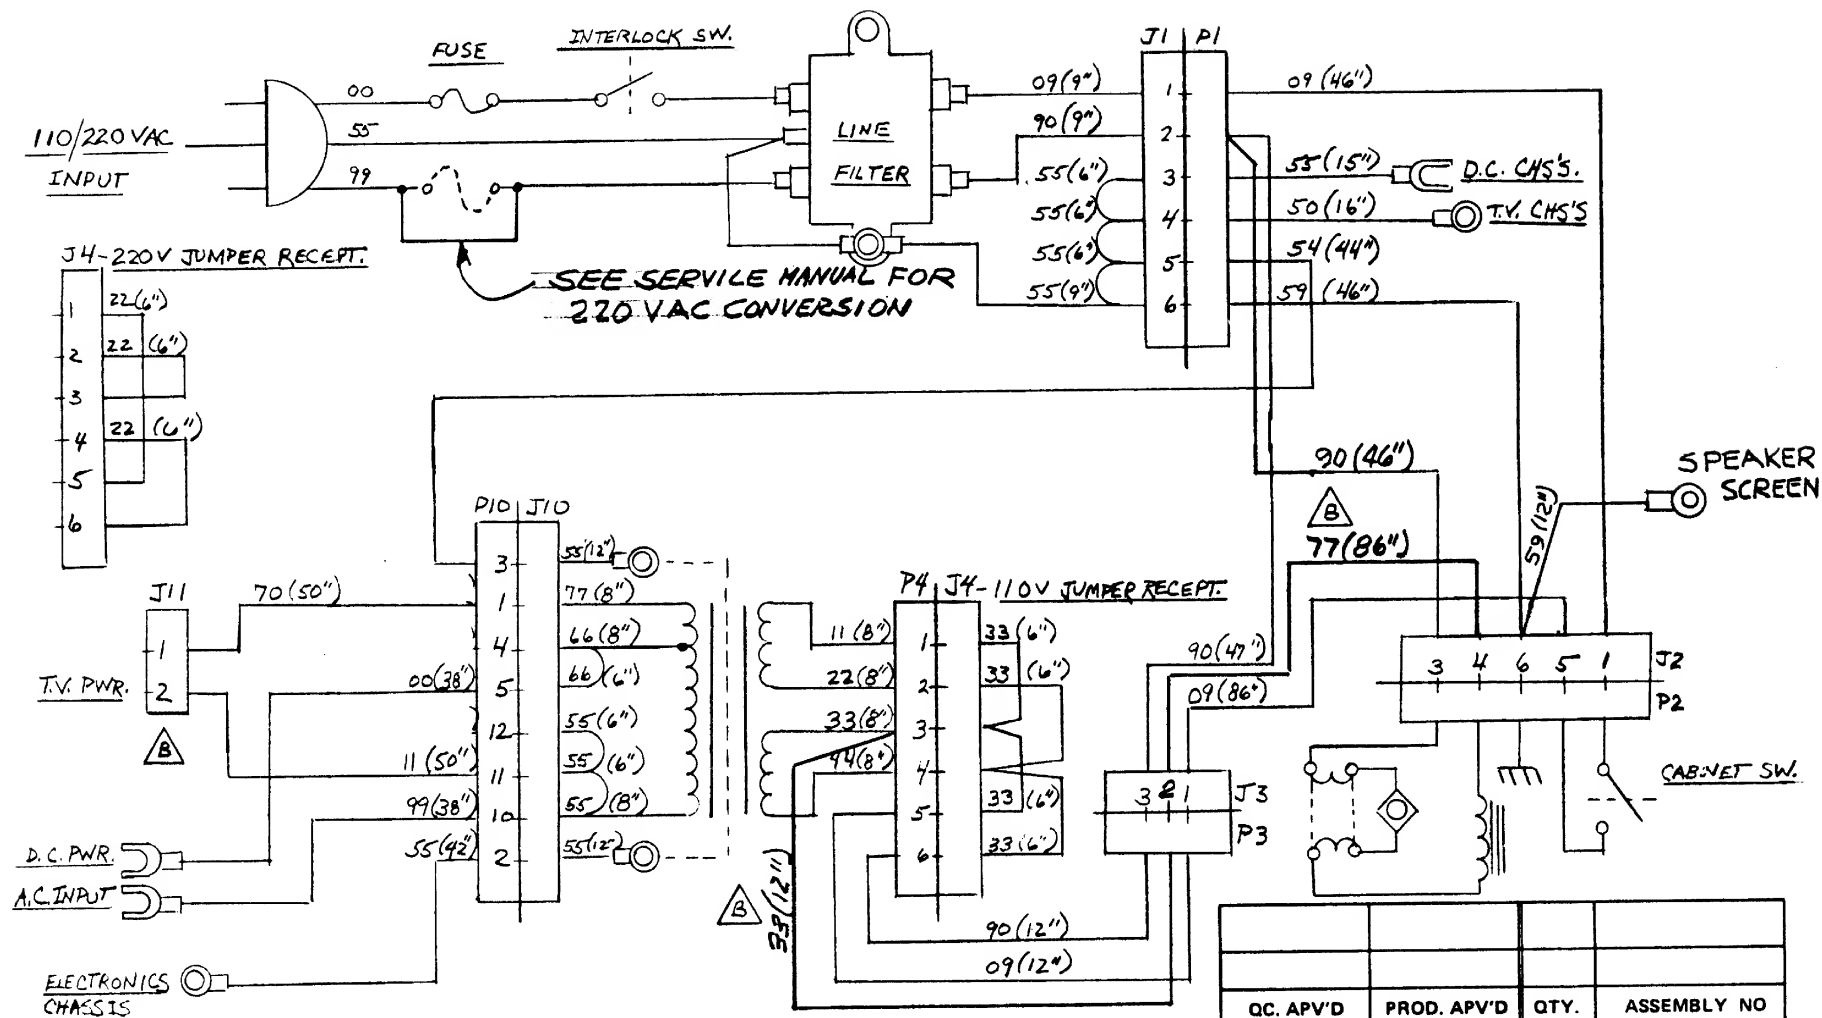 FUSE
INTERLOCK SW.
J1 P1
110/220 VAC
INPUT
00
55
99
LINE
FILTER
09(9")
90(9")
55(6")
55(6")
55(6")
55(9")
1
2
3
4
5
6
09(46")
55(15")
D.C. CHS'S.
50(16")
T.V. CHS'S
54(44")
59 (46")
SEE SERVILE MANUAL FOR
220 VAC CONVERSION
J4-220V JUMPER RECEPT.
1 22(6")
2 22 (6")
3
4 22 (6")
5
6
90(46")
B
77(86")
59(12")
SPEAKER
SCREEN
P10 J10
3 55(12")
1 77(8")
4 66(8")
5 66 (6")
12 55(6")
11 55 (6")
10 55 (8")
2 55(12")
J11
1
2
T.V. PWR.
B
70(50")
00(38")
11(50")
99(38")
55(42")
D.C. PWR.
A.C. INPUT
ELECTRONICS
CHASSIS
P4 J4-110V JUMPER RECEPT.
11(8") 1 33(6")
22(8") 2 33 (6")
33(8") 3
44(8") 4
5 33 (6")
6 33(6")
B
33(12")
90(12")
09(12")
90(47")
09(86")
3 2 1 J3
P3
3 4 6 5 1 J2
P2
CABINET SW.
QC. APV'D PROD. APV'D QTY. ASSEMBLY NO